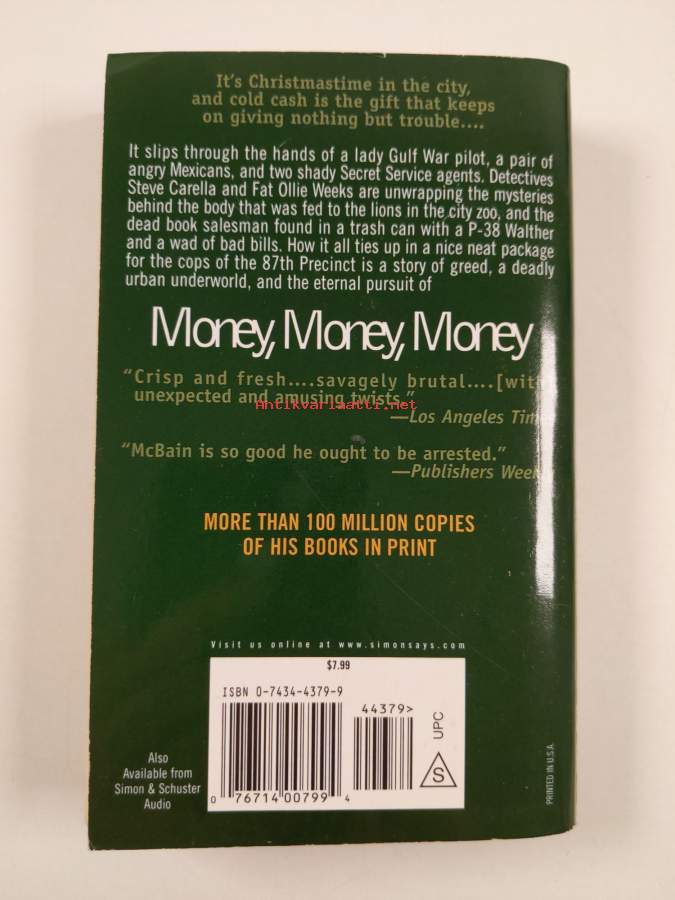 It's Christmastime in the city,
and cold cash is the gift that keeps
on giving nothing but trouble....
It slips through the hands of a lady Gulf War pilot, a pair of
angry Mexicans, and two shady Secret Service agents. Detectives
Steve Carella and Fat Ollie Weeks are unwrapping the mysteries
behind the body that was fed to the lions in the city zoo, and the
dead book salesman found in a trash can with a P-38 Walther
and a wad of bad bills. How it all ties up in a nice neat package
for the cops of the 87th Precinct is a story of greed, a deadly
urban underworld, and the eternal pursuit of
Money, Money, Money
"Crisp and fresh....savagely brutal....[with
unexpected and amusing twists."
Antikvariaatti.net
—Los Angeles Times
"McBain is so good he ought to be arrested."
—Publishers Weekly
MORE THAN 100 MILLION COPIES
OF HIS BOOKS IN PRINT
Visit us online at www.simonsays.com
$7.99
ISBN 0-7434-4379-9
44379>
UPC
S
0 76714 00799 4
Also
Available from
Simon & Schuster
Audio
PRINTED IN U.S.A.